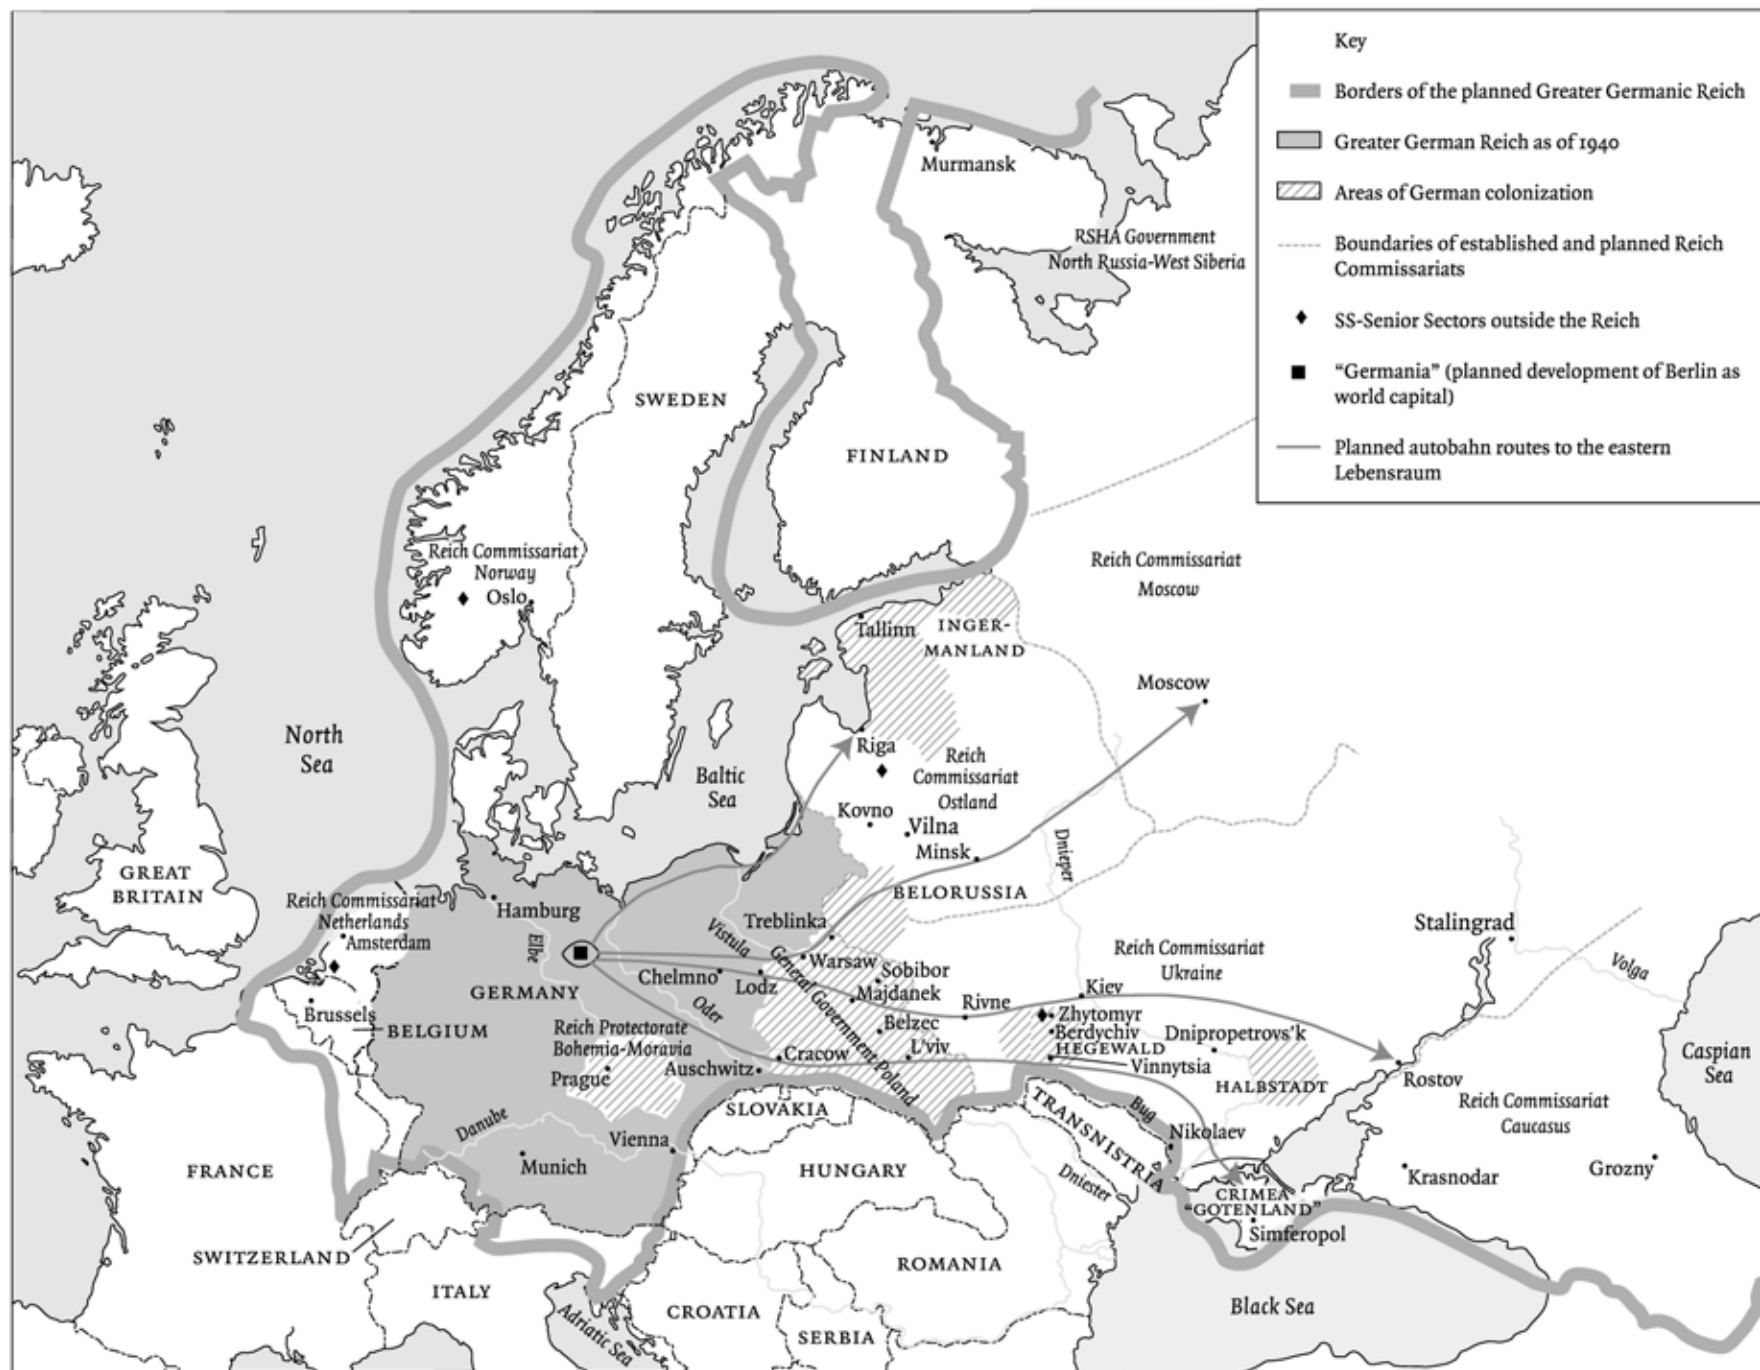 Key
Borders of the planned Greater Germanic Reich
Greater German Reich as of 1940
Areas of German colonization
Boundaries of established and planned Reich
Commissariats
SS-Senior Sectors outside the Reich
"Germania" (planned development of Berlin as
world capital)
Planned autobahn routes to the eastern
Lebensraum
Murmansk
RSHA Government
North Russia-West Siberia
SWEDEN
FINLAND
Reich Commissariat
Norway
Oslo
Reich Commissariat
Moscow
Tallinn
INGER-
MANLAND
Moscow
North
Sea
Baltic
Sea
Riga
Reich
Commissariat
Ostland
Kovno
Vilna
Minsk
Dnieper
GREAT
BRITAIN
BELORUSSIA
Reich Commissariat
Netherlands
Amsterdam
Hamburg
Elbe
Treblinka
Vistula
Stalingrad
Volga
Reich Commissariat
Ukraine
Warsaw
Chelmno
Lodz
General Government Poland
Sobibor
Majdanek
GERMANY
Oder
Rivne
Kiev
Zhytomyr
Brussels
BELGIUM
Reich Protectorate
Bohemia-Moravia
Belzec
Berdychiv
Dnipropetrovs'k
L'viv
HEGEWALD
Cracow
Auschwitz
Vinnytsia
Prague
HALBSTADT
Rostov
Caspian
Sea
SLOVAKIA
TRANSNISTRIA
Bug
Reich Commissariat
Caucasus
Danube
Vienna
Nikolaev
FRANCE
Munich
HUNGARY
Dniester
Krasnodar
Grozny
CRIMEA
"GOTENLAND"
Simferopol
SWITZERLAND
ROMANIA
ITALY
CROATIA
Black Sea
Adriatic Sea
SERBIA